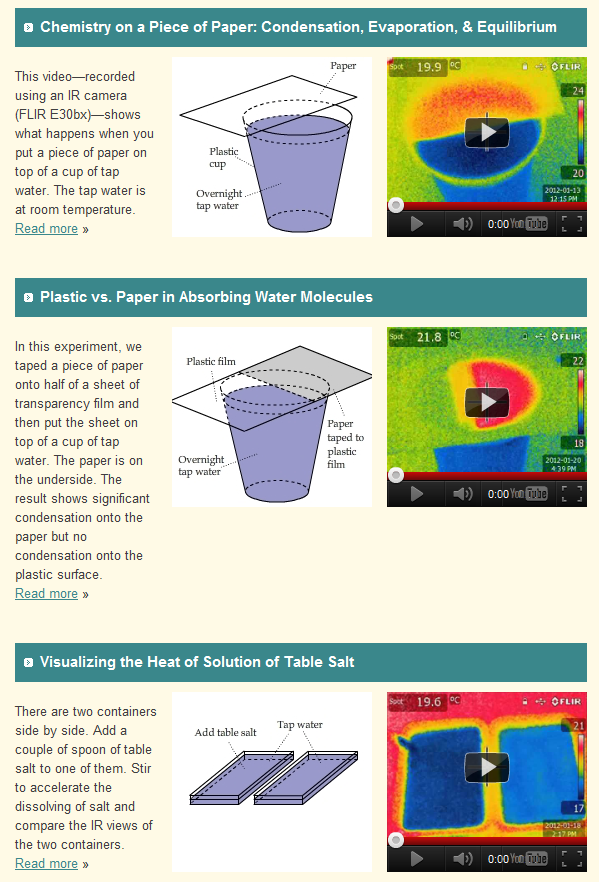 Chemistry on a Piece of Paper: Condensation, Evaporation, & Equilibrium
This video—recorded
using an IR camera
(FLIR E30bx)—shows
what happens when you
put a piece of paper on
top of a cup of tap
water. The tap water is
at room temperature.
Read more »
Paper
Plastic
cup
Overnight
tap water
Spot 19.9 °C
FLIR
24
20
2012-01-13
12:15 PM
0:00 YouTube
Plastic vs. Paper in Absorbing Water Molecules
In this experiment, we
taped a piece of paper
onto half of a sheet of
transparency film and
then put the sheet on
top of a cup of tap
water. The paper is on
the underside. The
result shows significant
condensation onto the
paper but no
condensation onto the
plastic surface.
Read more »
Plastic film
Paper
taped to
plastic
film
Overnight
tap water
Spot 21.8 °C
FLIR
22
18
2012-01-20
4:39 PM
0:00 YouTube
Visualizing the Heat of Solution of Table Salt
There are two containers
side by side. Add a
couple of spoon of table
salt to one of them. Stir
to accelerate the
dissolving of salt and
compare the IR views of
the two containers.
Read more »
Add table salt
Tap water
Spot 19.6 °C
FLIR
21
17
2012-01-18
2:17 PM
0:00 YouTube